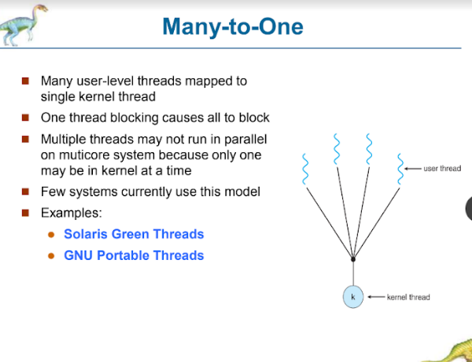 Many-to-One
Many user-level threads mapped to
single kernel thread
One thread blocking causes all to block
Multiple threads may not run in parallel
on muticore system because only one
may be in kernel at a time
Few systems currently use this model
Examples:
Solaris Green Threads
GNU Portable Threads
user thread
k
kernel thread